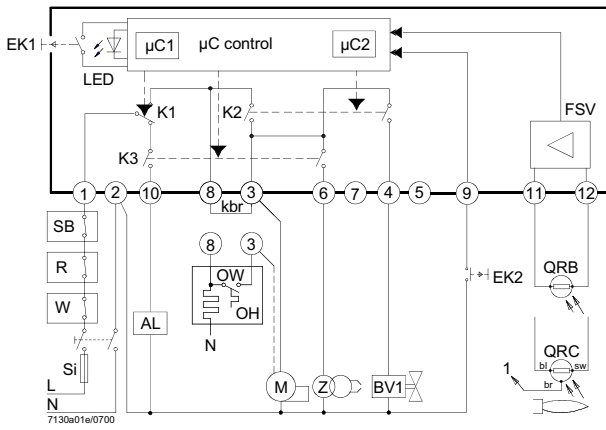 EK1
LED
µC1
µC control
µC2
K1
K2
FSV
K3
1
2
10
8
3
6
7
4
5
9
11
12
kbr
SB
R
W
Si
L
N
7130a01e/0700
AL
8
3
OW
OH
N
M
Z
BV1
EK2
QRB
QRC
bl
sw
br
1